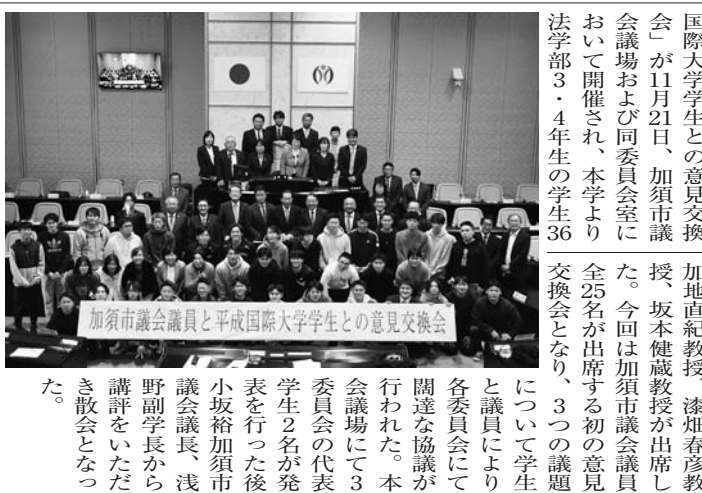 国際大学学生との意見交換
会」が11月21日、加須市議
会議場および同委員会室に
おいて開催され、本学より
法学部３・４年生の学生36
加地直紀教授、漆畑春彦教
授、坂本健蔵教授が出席し
た。今回は加須市議会議員
全25名が出席する初の意見
交換会となり、３つの議題
について学生
と議員により
各委員会にて
闊達な協議が
行われた。本
会議場にて３
委員会の代表
学生２名が発
表を行った後
小坂裕加須市
議会議長、浅
野副学長から
講評をいただ
き散会となっ
た。
加須市議会議員と平成国際大学学生との意見交換会